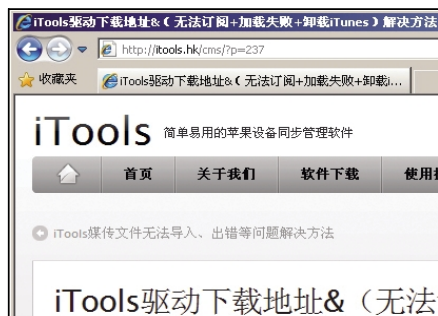 iTools驱动下载地址&（无法订阅+加载失败+卸载iTunes）解决方法
http://itools.hk/cms/?p=237
收藏夹 iTools驱动下载地址&（无法订阅+加载失败+卸载i...
iTools 简单易用的苹果设备同步管理软件
首页 关于我们 软件下载 使用
iTools媒传文件无法导入、出错等问题解决方法
iTools驱动下载地址&（无法